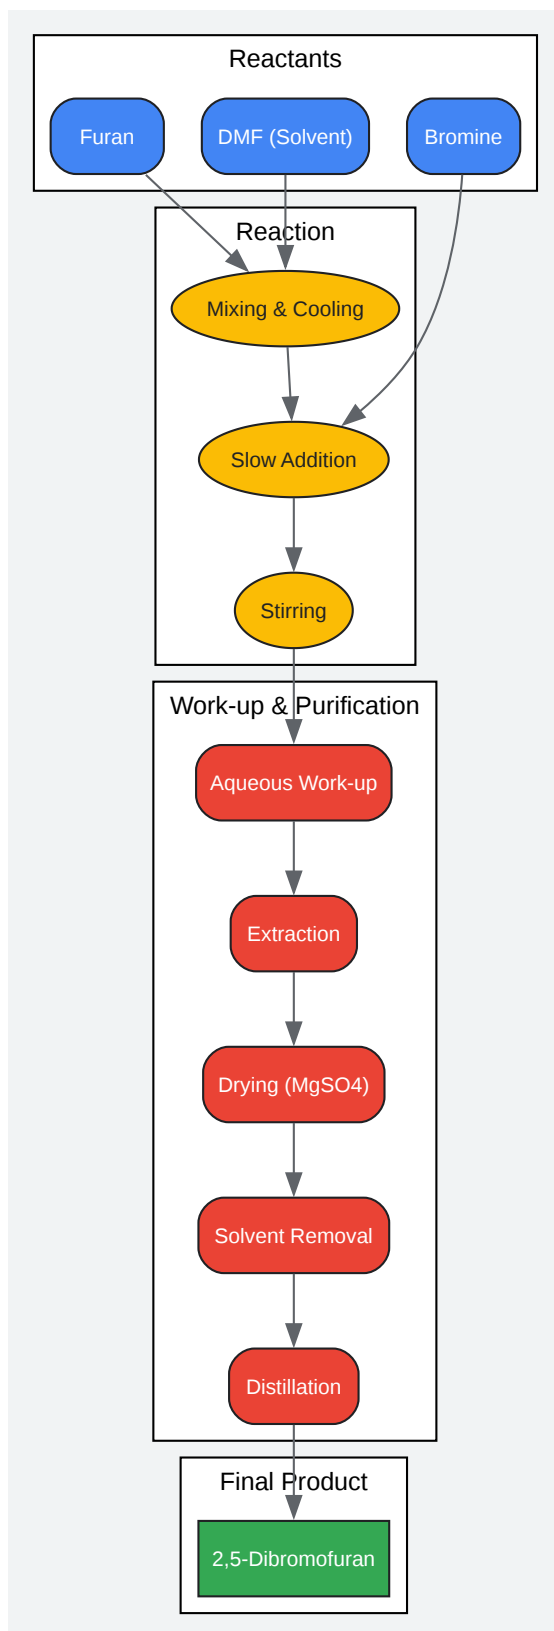 Reactants
Furan
DMF (Solvent)
Bromine
Reaction
Mixing & Cooling
Slow Addition
Stirring
Work-up & Purification
Aqueous Work-up
Extraction
Drying (MgSO4)
Solvent Removal
Distillation
Final Product
2,5-Dibromofuran